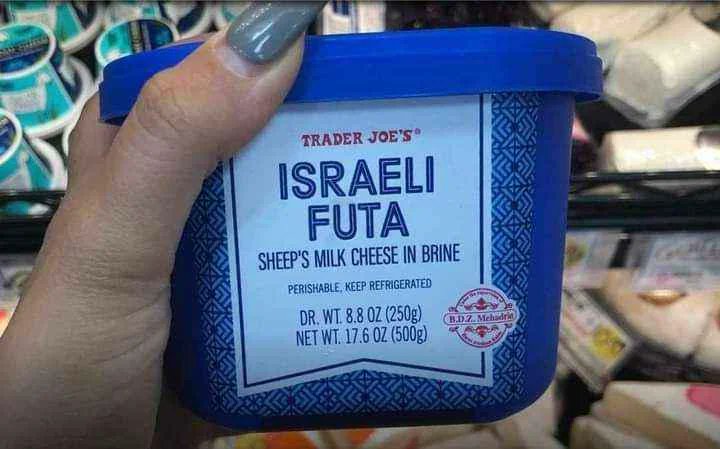 TRADER JOE'S®
ISRAELI
FUTA
SHEEP'S MILK CHEESE IN BRINE
PERISHABLE, KEEP REFRIGERATED
DR. WT. 8.8 OZ (250g)
NET WT. 17.6 OZ (500g)
B.D.Z. Mehadrin